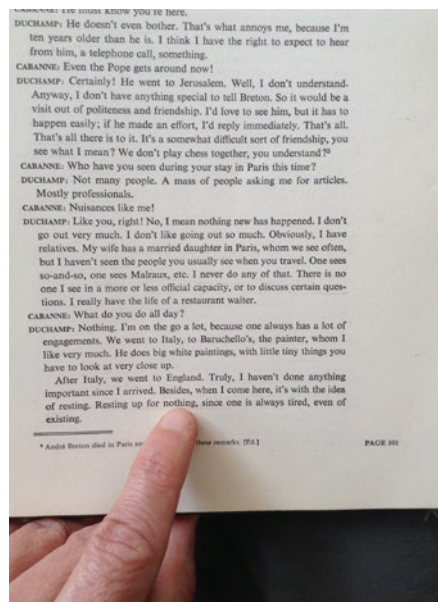 CABANNE: He must know you're here.
DUCHAMP: He doesn't even bother. That's what annoys me, because I'm
ten years older than he is. I think I have the right to expect to hear
from him, a telephone call, something.
CABANNE: Even the Pope gets around now!
DUCHAMP: Certainly! He went to Jerusalem. Well, I don't understand.
Anyway, I don't have anything special to tell Breton. So it would be a
visit out of politeness and friendship. I'd love to see him, but it has to
happen easily; if he made an effort, I'd reply immediately. That's all.
That's all there is to it. It's a somewhat difficult sort of friendship, you
see what I mean? We don't play chess together, you understand?
CABANNE: Who have you seen during your stay in Paris this time?
DUCHAMP: Not many people. A mass of people asking me for articles.
Mostly professionals.
CABANNE: Nuisances like me!
DUCHAMP: Like you, right! No, I mean nothing new has happened. I don't
go out very much. I don't like going out so much. Obviously, I have
relatives. My wife has a married daughter in Paris, whom we see often,
but I haven't seen the people you usually see when you travel. One sees
so-and-so, one sees Malraux, etc. I never do any of that. There is no
one I see in a more or less official capacity, or to discuss certain ques-
tions. I really have the life of a restaurant waiter.
CABANNE: What do you do all day?
DUCHAMP: Nothing. I'm on the go a lot, because one always has a lot of
engagements. We went to Italy, to Baruchello's, the painter, whom I
like very much. He does big white paintings, with little tiny things you
have to look at very close up.
After Italy, we went to England. Truly, I haven't done anything
important since I arrived. Besides, when I come here, it's with the idea
of resting. Resting up for nothing, since one is always tired, even of
existing.
André Breton died in Paris these remarks. [Ed.]
PAGE 101